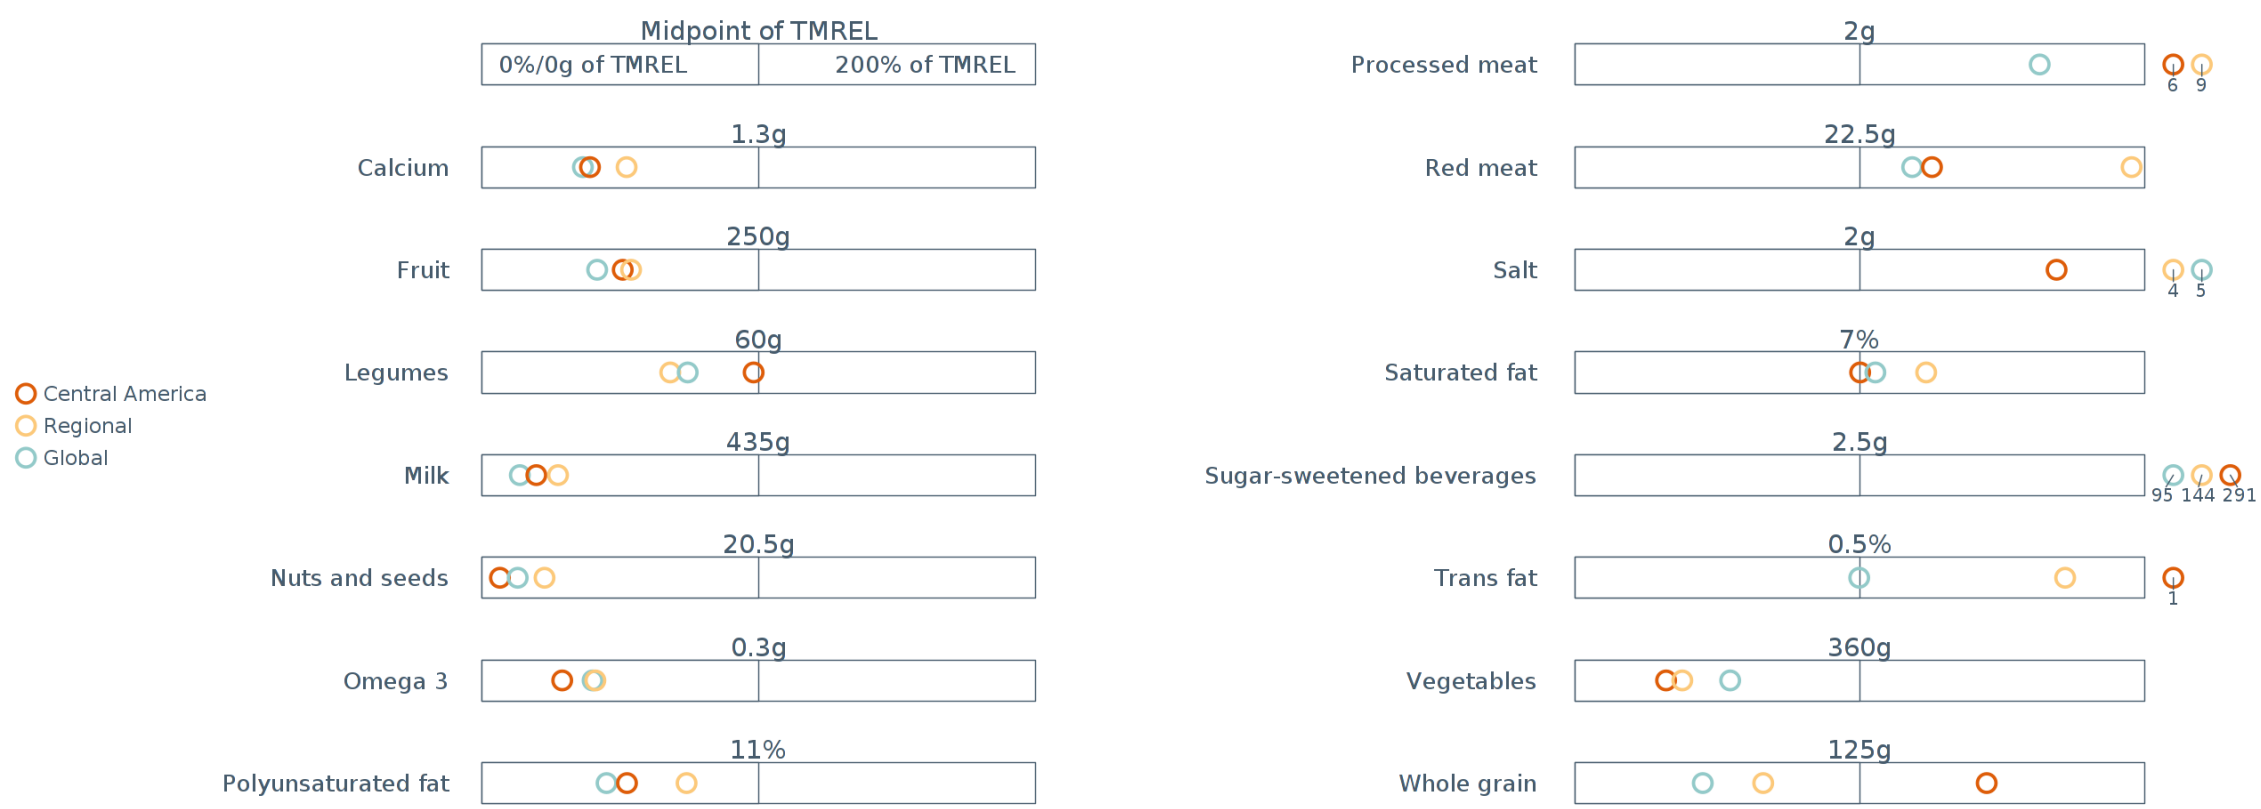 Midpoint of TMREL
0%/0g of TMREL
200% of TMREL
1.3g
Calcium
250g
Fruit
60g
Legumes
435g
Milk
20.5g
Nuts and seeds
0.3g
Omega 3
11%
Polyunsaturated fat
Central America
Regional
Global
2g
Processed meat
6 9
22.5g
Red meat
2g
Salt
4 5
7%
Saturated fat
2.5g
Sugar-sweetened beverages
95 144 291
0.5%
Trans fat
1
360g
Vegetables
125g
Whole grain